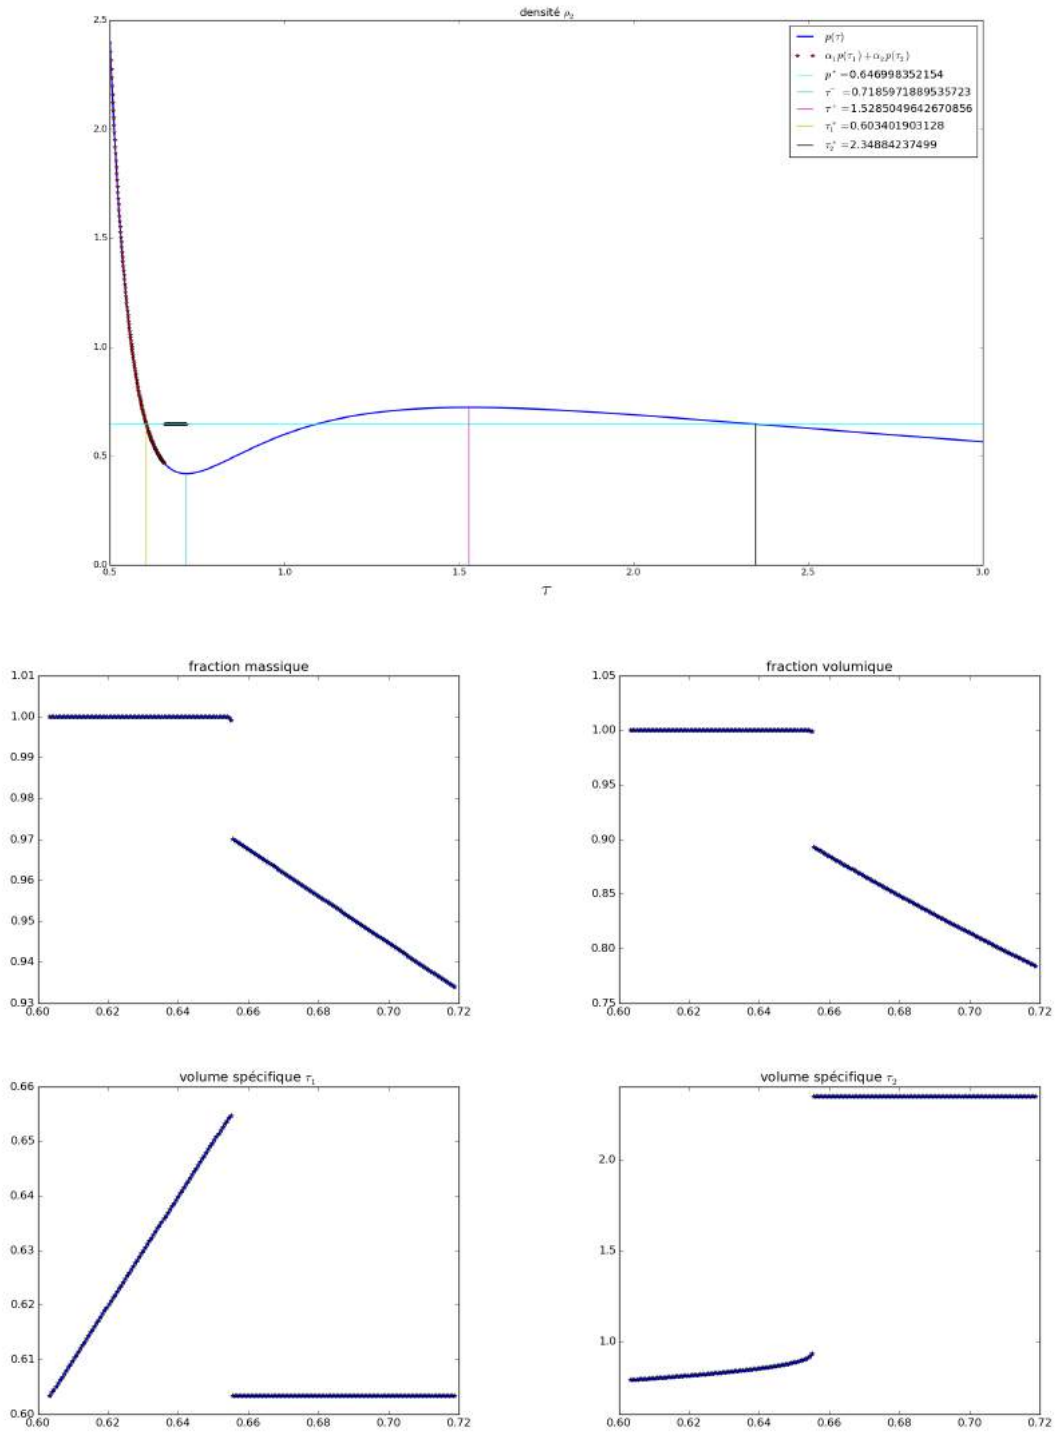 densité ρ₂
2.5
2.0
1.5
1.0
0.5
0.0
p(τ)
α₁p(τ₁)+α₂p(τ₂)
p* =0.646998352154
τ⁻ =0.7185971889535723
τ⁺ =1.5285049642670856
τ₁* =0.603401903128
τ₂* =2.34884237499
0.5 1.0 1.5 2.0 2.5 3.0
τ
fraction massique
1.01
1.00
0.99
0.98
0.97
0.96
0.95
0.94
0.93
0.60 0.62 0.64 0.66 0.68 0.70 0.72
fraction volumique
1.05
1.00
0.95
0.90
0.85
0.80
0.75
0.60 0.62 0.64 0.66 0.68 0.70 0.72
volume spécifique τ₁
0.66
0.65
0.64
0.63
0.62
0.61
0.60
0.60 0.62 0.64 0.66 0.68 0.70 0.72
volume spécifique τ₂
2.0
1.5
1.0
0.60 0.62 0.64 0.66 0.68 0.70 0.72